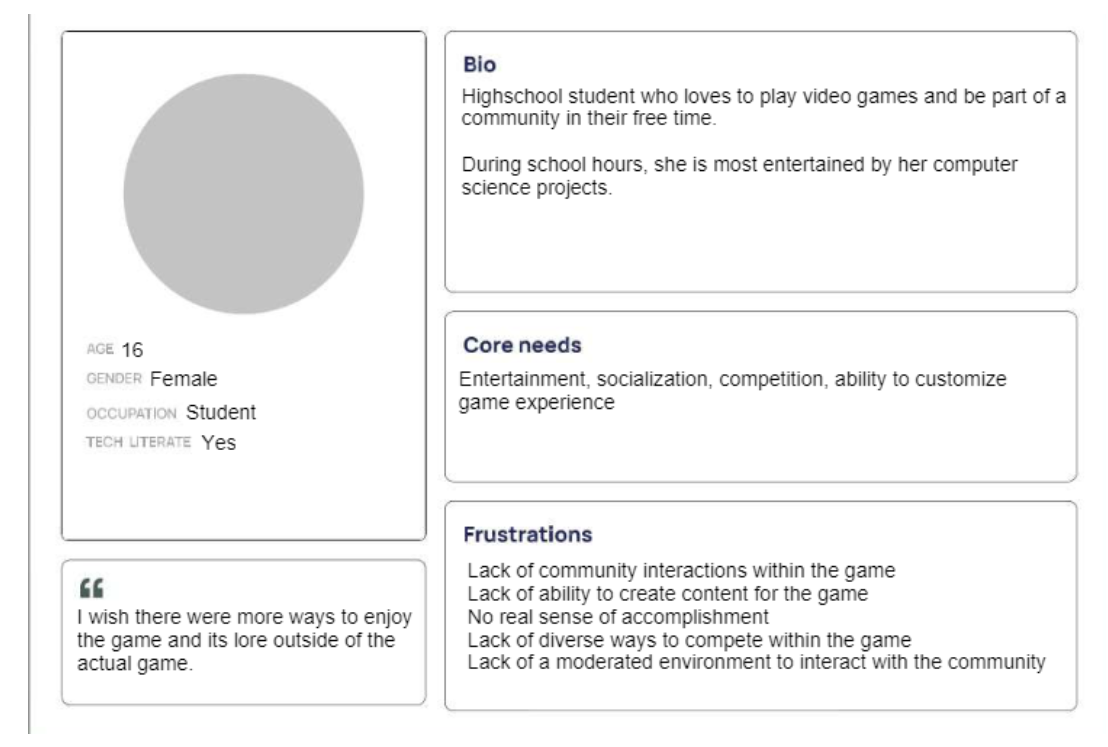 AGE 16
GENDER Female
OCCUPATION Student
TECH LITERATE Yes
“
I wish there were more ways to enjoy
the game and its lore outside of the
actual game.
Bio
Highschool student who loves to play video games and be part of a
community in their free time.
During school hours, she is most entertained by her computer
science projects.
Core needs
Entertainment, socialization, competition, ability to customize
game experience
Frustrations
Lack of community interactions within the game
Lack of ability to create content for the game
No real sense of accomplishment
Lack of diverse ways to compete within the game
Lack of a moderated environment to interact with the community